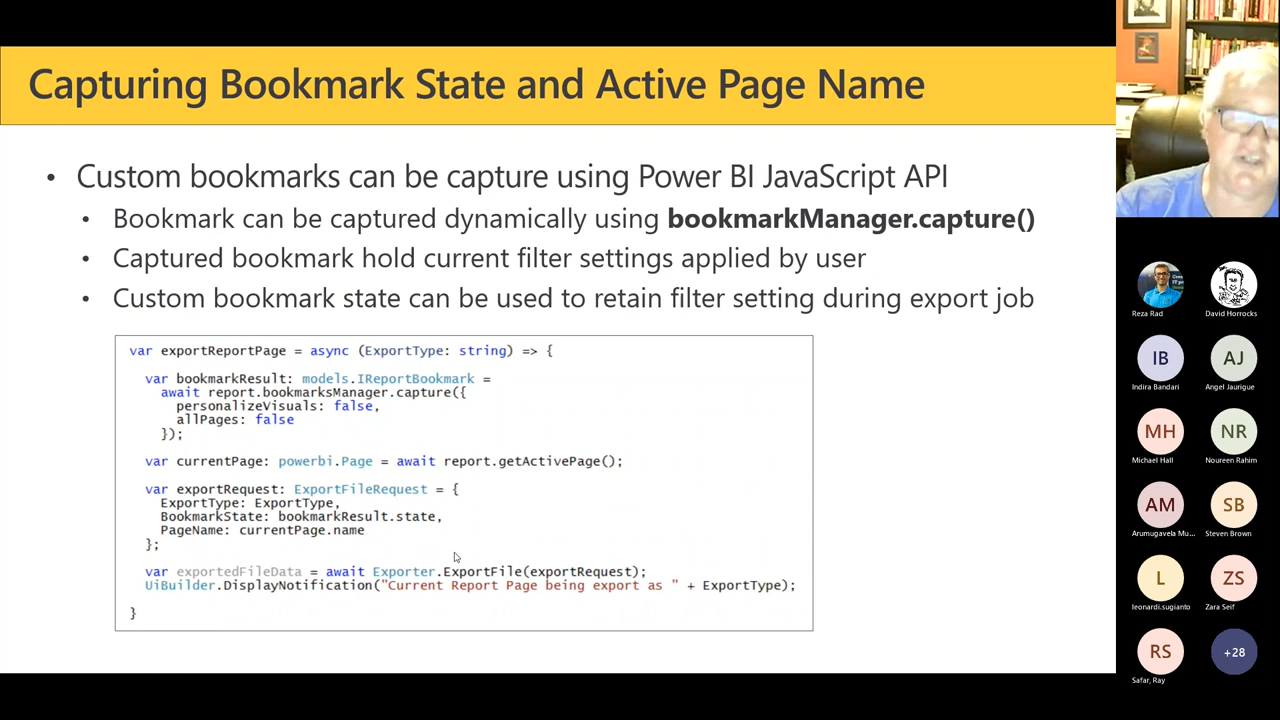 Capturing Bookmark State and Active Page Name
• Custom bookmarks can be capture using Power BI JavaScript API
• Bookmark can be captured dynamically using bookmarkManager.capture()
• Captured bookmark hold current filter settings applied by user
• Custom bookmark state can be used to retain filter setting during export job
var exportReportPage = async (ExportType: string) => {
var bookmarkResult: models.IReportBookmark =
await report.bookmarksManager.capture({
personalizeVisuals: false,
allPages: false
});
var currentPage: powerbi.Page = await report.getActivePage();
var exportRequest: ExportFileRequest = {
ExportType: ExportType,
BookmarkState: bookmarkResult.state,
PageName: currentPage.name
};
var exportedFileData = await Exporter.ExportFile(exportRequest);
UiBuilder.DisplayNotification("Current Report Page being export as " + ExportType);
}
Reza Rad
David Horrocks
IB
AJ
Indira Bandari
Angel Jaurigue
MH
NR
Michael Hall
Noureen Rahim
AM
SB
Arumugavela Mu...
Steven Brown
L
ZS
leonardi.sugianto
Zara Seif
RS
+28
Safar, Ray